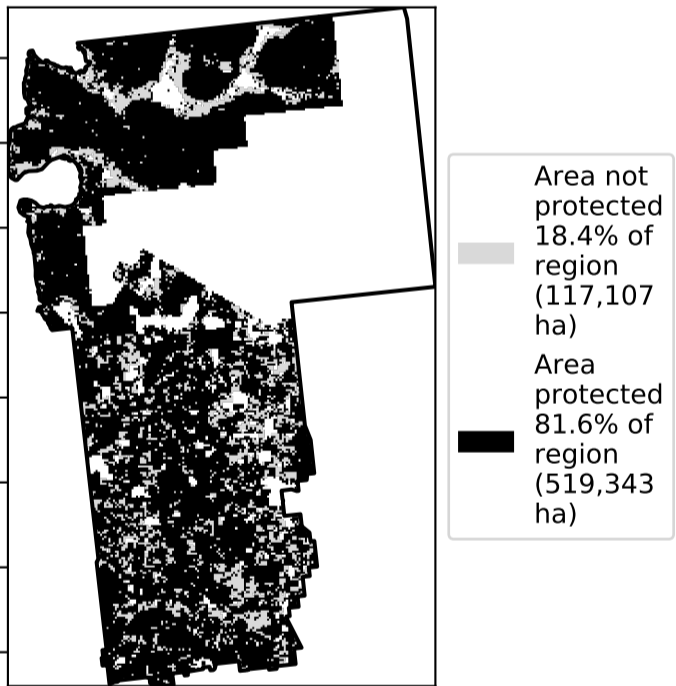 Area not
protected
18.4% of
region
(117,107
ha)
Area
protected
81.6% of
region
(519,343
ha)